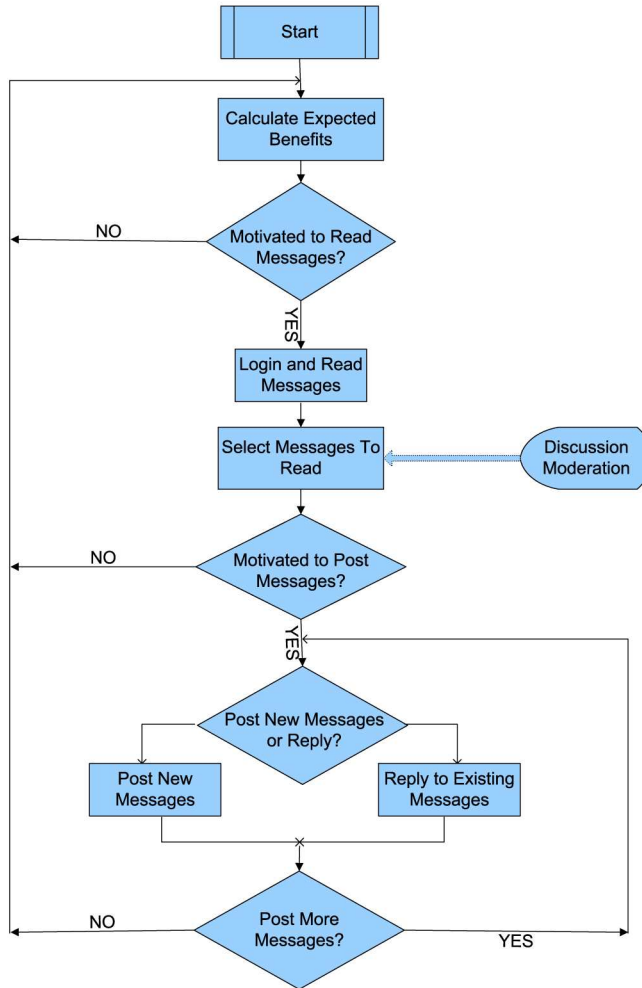 Start
Calculate Expected
Benefits
NO
Motivated to Read
Messages?
YES
Login and Read
Messages
Select Messages To
Read
Discussion
Moderation
NO
Motivated to Post
Messages?
YES
Post New Messages
or Reply?
Post New
Messages
Reply to Existing
Messages
NO
Post More
Messages?
YES